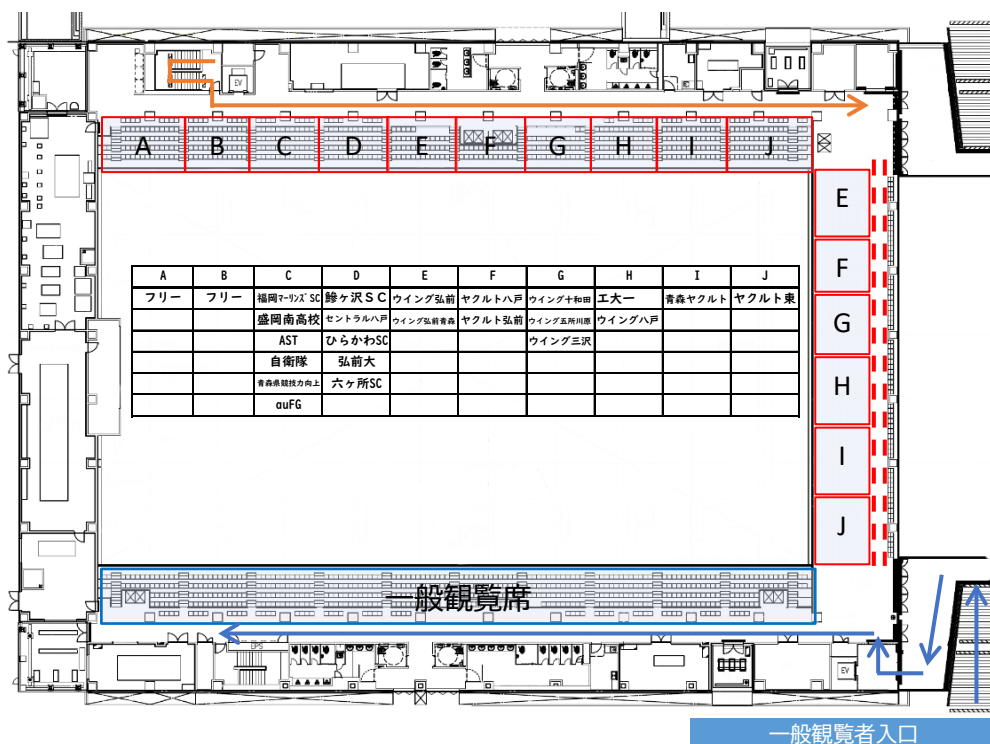 EV
A B C D E F G H I J
E
F
G
H
I
J
A B C D E F G H I J
フリー フリー 福岡マーリンズSC 鰺ヶ沢SC ウイング弘前 ヤクルト八戸 ウイング十和田 工大一 青森ヤクルト ヤクルト東
盛岡南高校 セントラル八戸 ウイング弘前青森 ヤクルト弘前 ウイング五所川原 ウイング八戸
AST ひらかわSC ウイング三沢
自衛隊 弘前大
青森県競技力向上 六ヶ所SC
auFG
一般観覧席
EPS
EV
一般観覧者入口